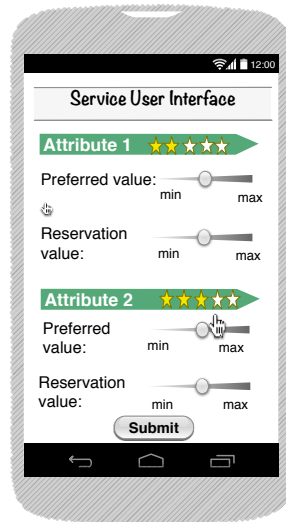 12:00
Service User Interface
Attribute 1
Preferred value:
min max
Reservation
value:
min max
Attribute 2
Preferred
value:
min max
Reservation
value:
min max
Submit